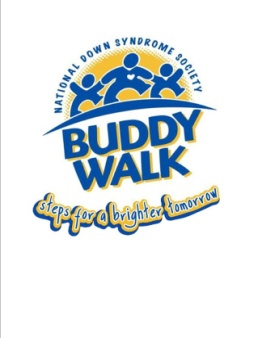 NATIONAL DOWN SYNDROME SOCIETY
BUDDY
WALK
steps for a brighter tomorrow